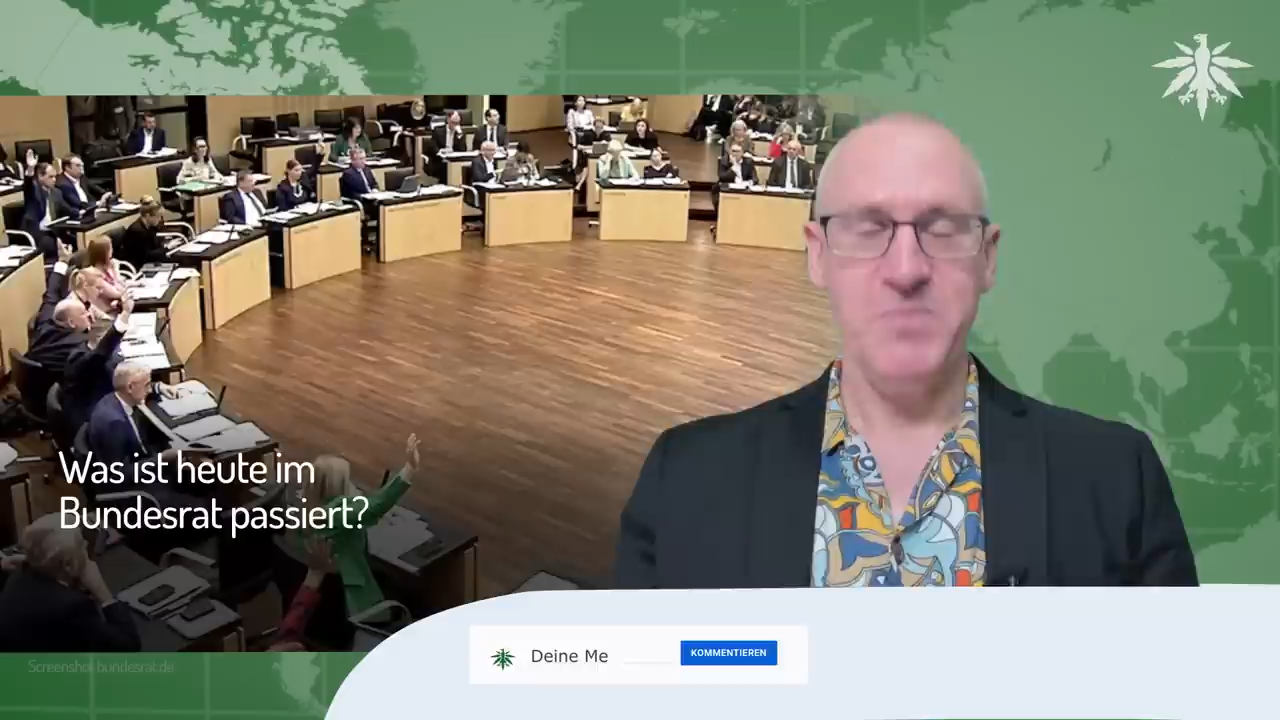 Was ist heute im
Bundesrat passiert?
Screenshot bundesrat.de
Deine Me
KOMMENTIEREN